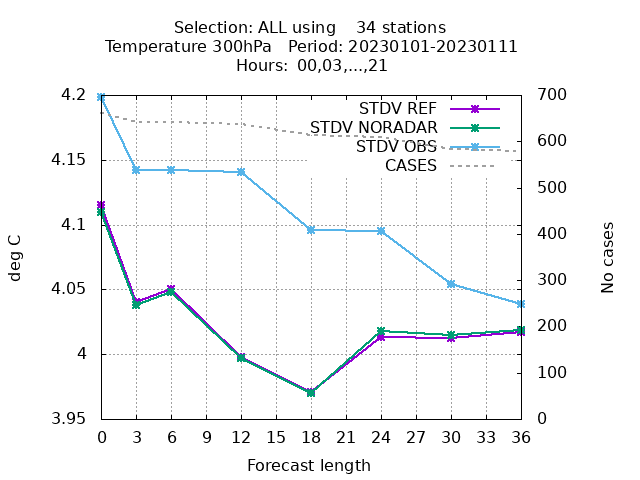 Selection: ALL using    34 stations
Temperature 300hPa   Period: 20230101-20230111
Hours: 00,03,...,21
4.2
4.15
4.1
4.05
4
3.95
deg C
700
600
500
400
300
200
100
0
No cases
STDV REF
STDV NORADAR
STDV OBS
CASES
0 3 6 9 12 15 18 21 24 27 30 33 36
Forecast length